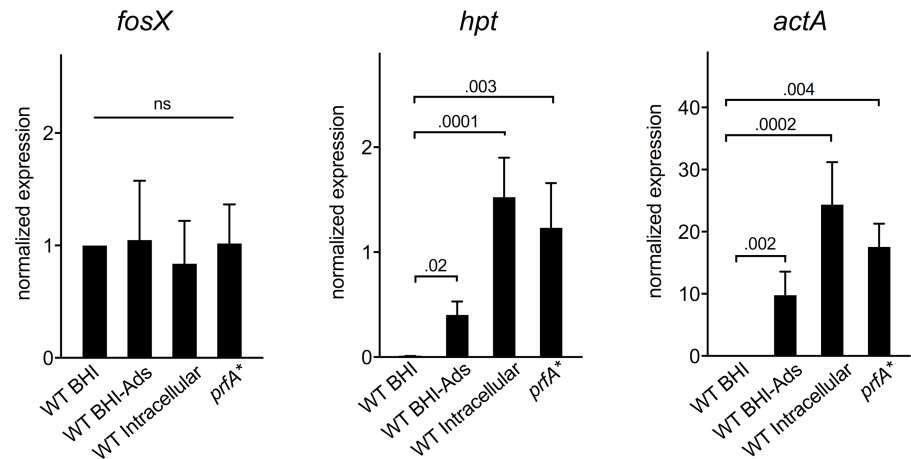 fosX
normalized expression
2
1
0
ns
WT BHI
WT BHI-Ads
WT Intracellular
prfA*
hpt
normalized expression
2
1
0
.003
.0001
.02
WT BHI
WT BHI-Ads
WT Intracellular
prfA*
actA
normalized expression
40
30
20
10
0
.004
.0002
.002
WT BHI
WT BHI-Ads
WT Intracellular
prfA*